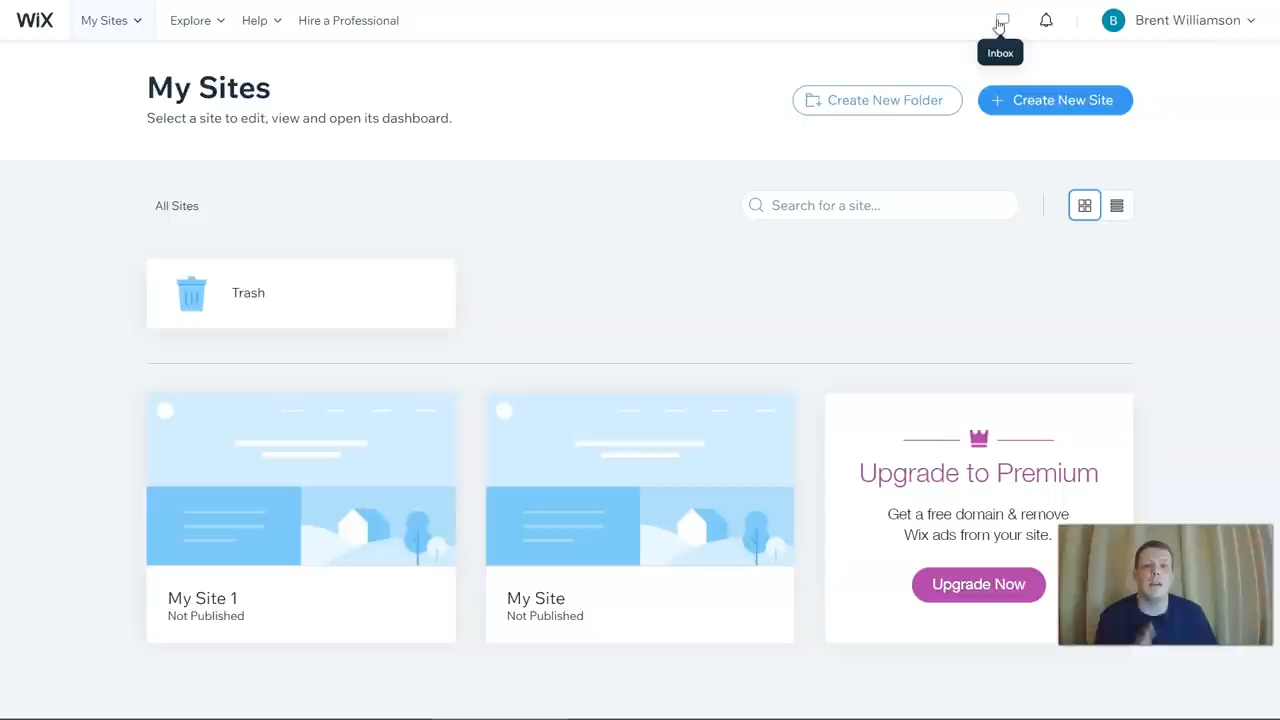 WiX
My Sites
Explore
Help
Hire a Professional
B
Brent Williamson
Inbox
My Sites
Select a site to edit, view and open its dashboard.
Create New Folder
+ Create New Site
All Sites
Search for a site...
Trash
Upgrade to Premium
Get a free domain & remove
Wix ads from your site.
Upgrade Now
My Site 1
Not Published
My Site
Not Published